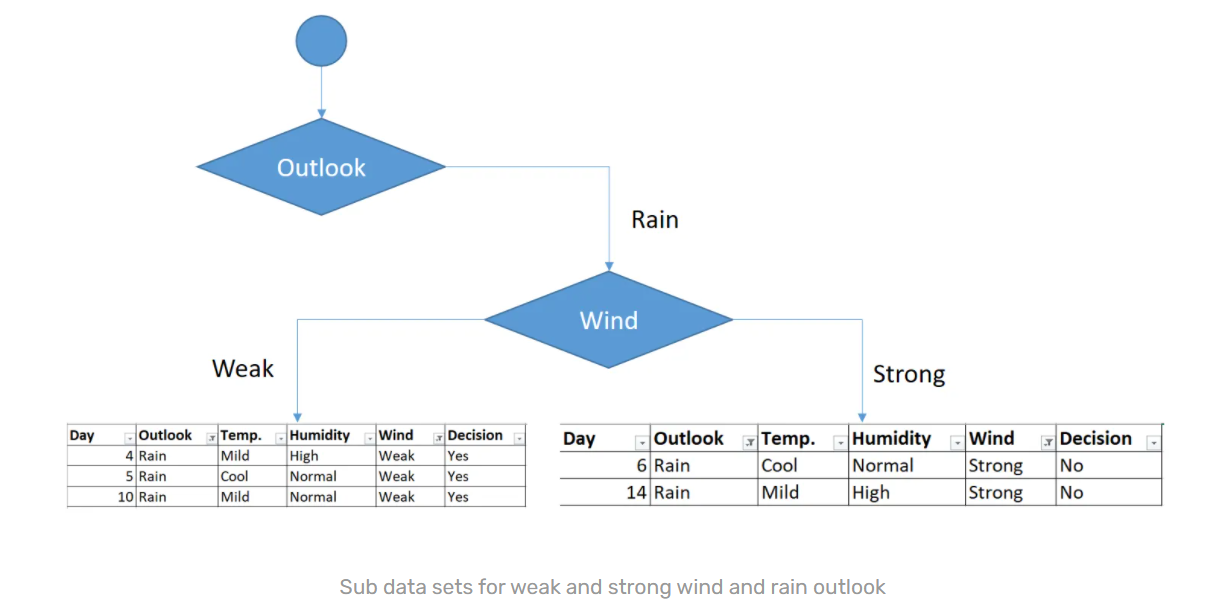 Outlook
Rain
Wind
Weak
Strong
Day Outlook Temp. Humidity Wind Decision
4 Rain Mild High Weak Yes
5 Rain Cool Normal Weak Yes
10 Rain Mild Normal Weak Yes
Day Outlook Temp. Humidity Wind Decision
6 Rain Cool Normal Strong No
14 Rain Mild High Strong No
Sub data sets for weak and strong wind and rain outlook